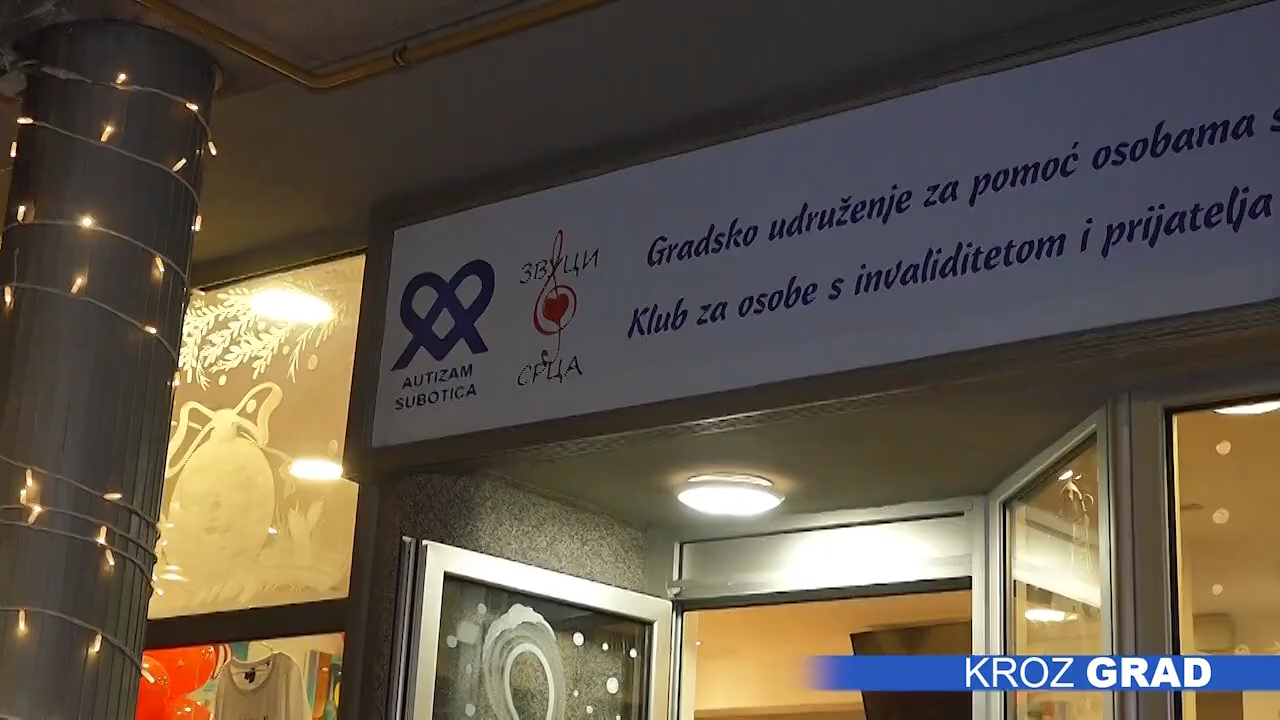 Gradsko udruženje za pomoć osobama
Klub za osobe s invaliditetom i prijatelja
AUTIZAM
SUBOTICA
ЗВУЦИ
СРЦА
KROZ GRAD